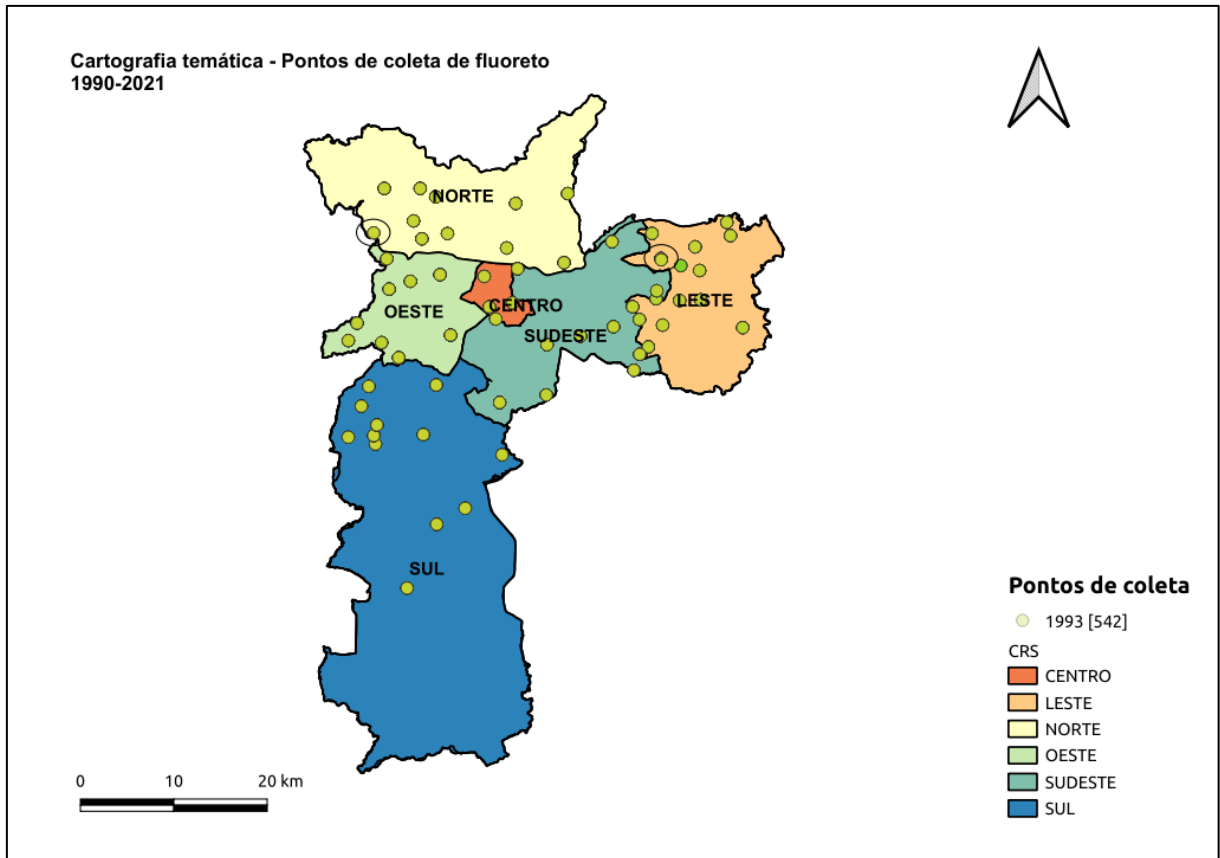 Cartografia temática - Pontos de coleta de fluoreto
1990-2021
NORTE
OESTE
CENTRO
SUDESTE
LESTE
SUL
Pontos de coleta
1993 [542]
CRS
CENTRO
LESTE
NORTE
OESTE
SUDESTE
SUL
0 10 20 km